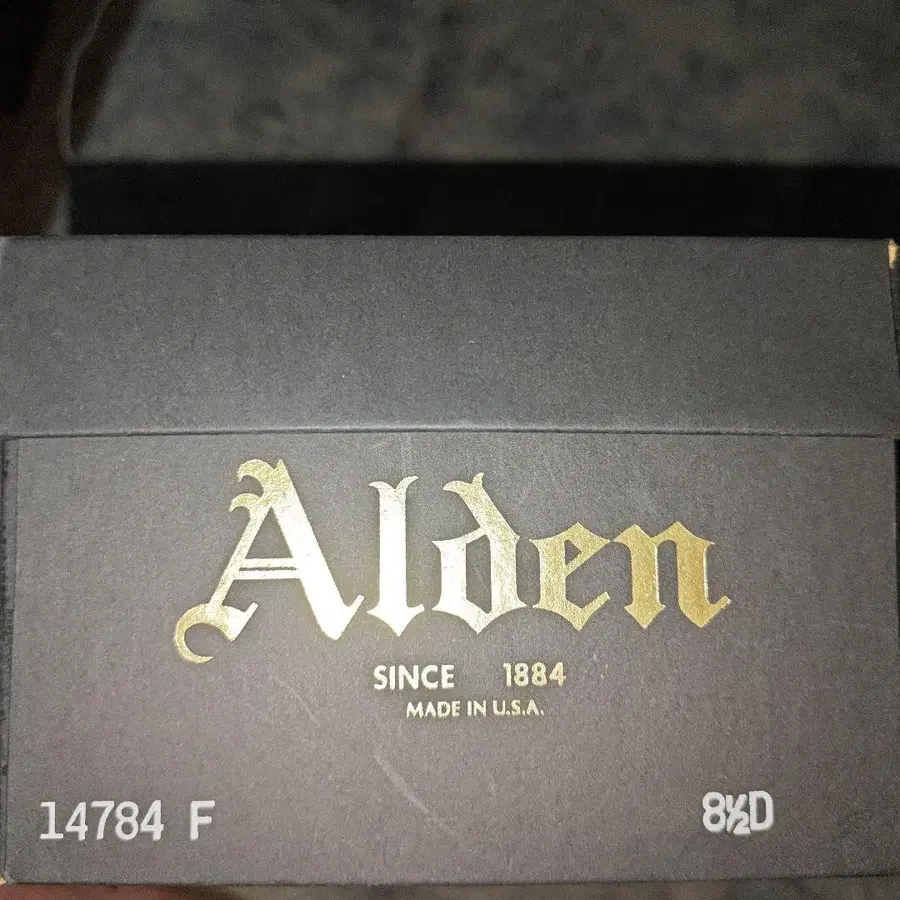 Alden
SINCE 1884
MADE IN U.S.A.
14784 F 8½D